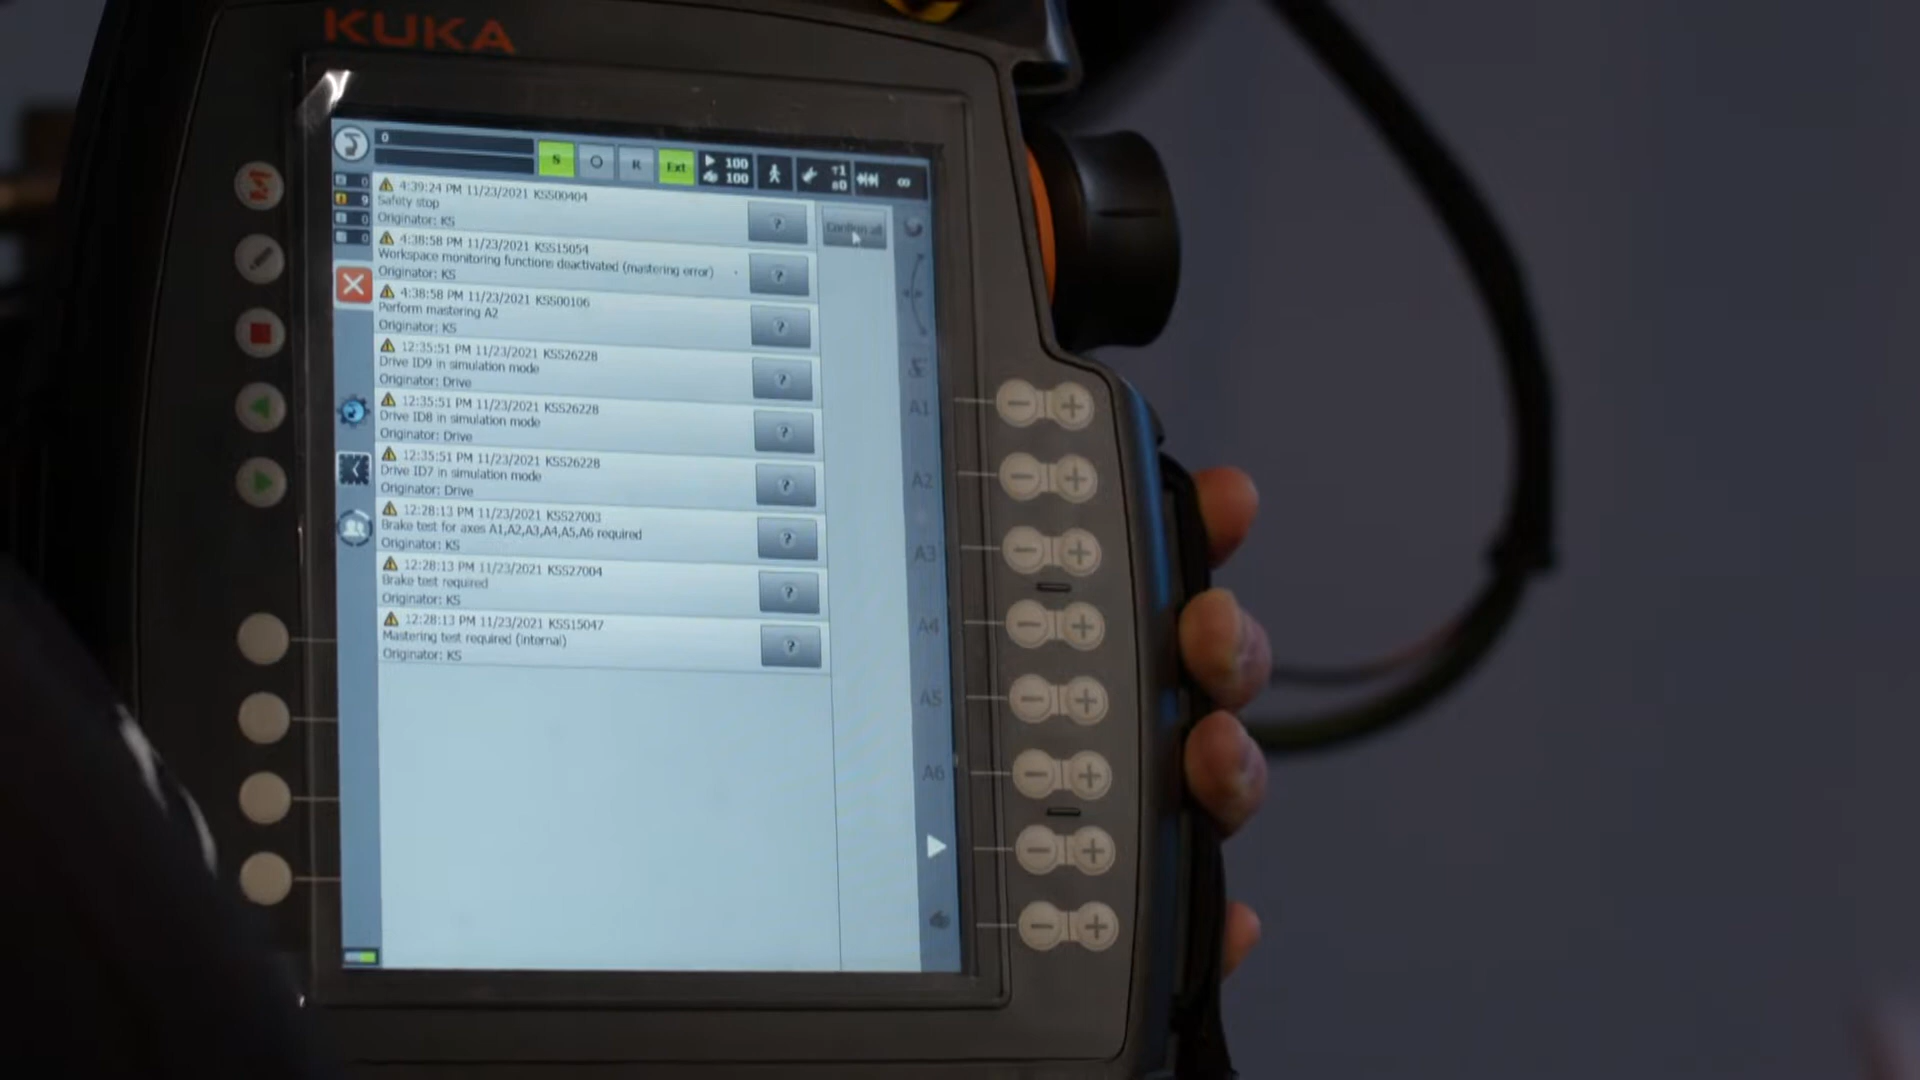 KUKA
0
S O R Ext 100 100 ∞
0
9
0
0
4:39:24 PM 11/23/2021 KSS00404
Safety stop
Originator: KS
?
Confirm all
4:38:58 PM 11/23/2021 KSS15054
Workspace monitoring functions deactivated (mastering error)
Originator: KS
?
4:38:58 PM 11/23/2021 KSS00106
Perform mastering A2
Originator: KS
?
12:35:51 PM 11/23/2021 KSS26228
Drive ID9 in simulation mode
Originator: Drive
?
12:35:51 PM 11/23/2021 KSS26228
Drive ID8 in simulation mode
Originator: Drive
?
12:35:51 PM 11/23/2021 KSS26228
Drive ID7 in simulation mode
Originator: Drive
?
12:28:13 PM 11/23/2021 KSS27003
Brake test for axes A1,A2,A3,A4,A5,A6 required
Originator: KS
?
12:28:13 PM 11/23/2021 KSS27004
Brake test required
Originator: KS
?
12:28:13 PM 11/23/2021 KSS15047
Mastering test required (internal)
Originator: KS
?
A1
A2
A3
A4
A5
A6